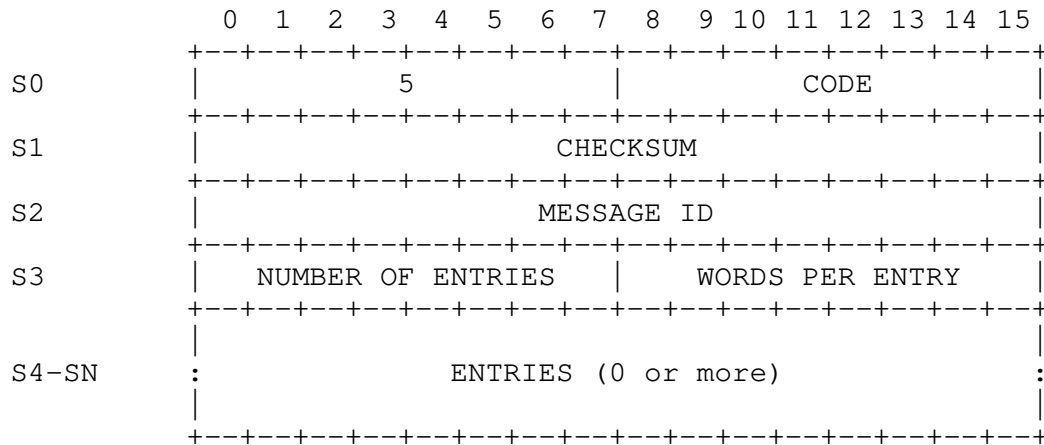 0 1 2 3 4 5 6 7 8 9 10 11 12 13 14 15
+--+--+--+--+--+--+--+--+--+--+--+--+--+--+--+--+
S0 | 5 | CODE |
+--+--+--+--+--+--+--+--+--+--+--+--+--+--+--+--+
S1 | CHECKSUM |
+--+--+--+--+--+--+--+--+--+--+--+--+--+--+--+--+
S2 | MESSAGE ID |
+--+--+--+--+--+--+--+--+--+--+--+--+--+--+--+--+
S3 | NUMBER OF ENTRIES | WORDS PER ENTRY |
+--+--+--+--+--+--+--+--+--+--+--+--+--+--+--+--+
| |
S4-SN : ENTRIES (0 or more) :
| |
+--+--+--+--+--+--+--+--+--+--+--+--+--+--+--+--+